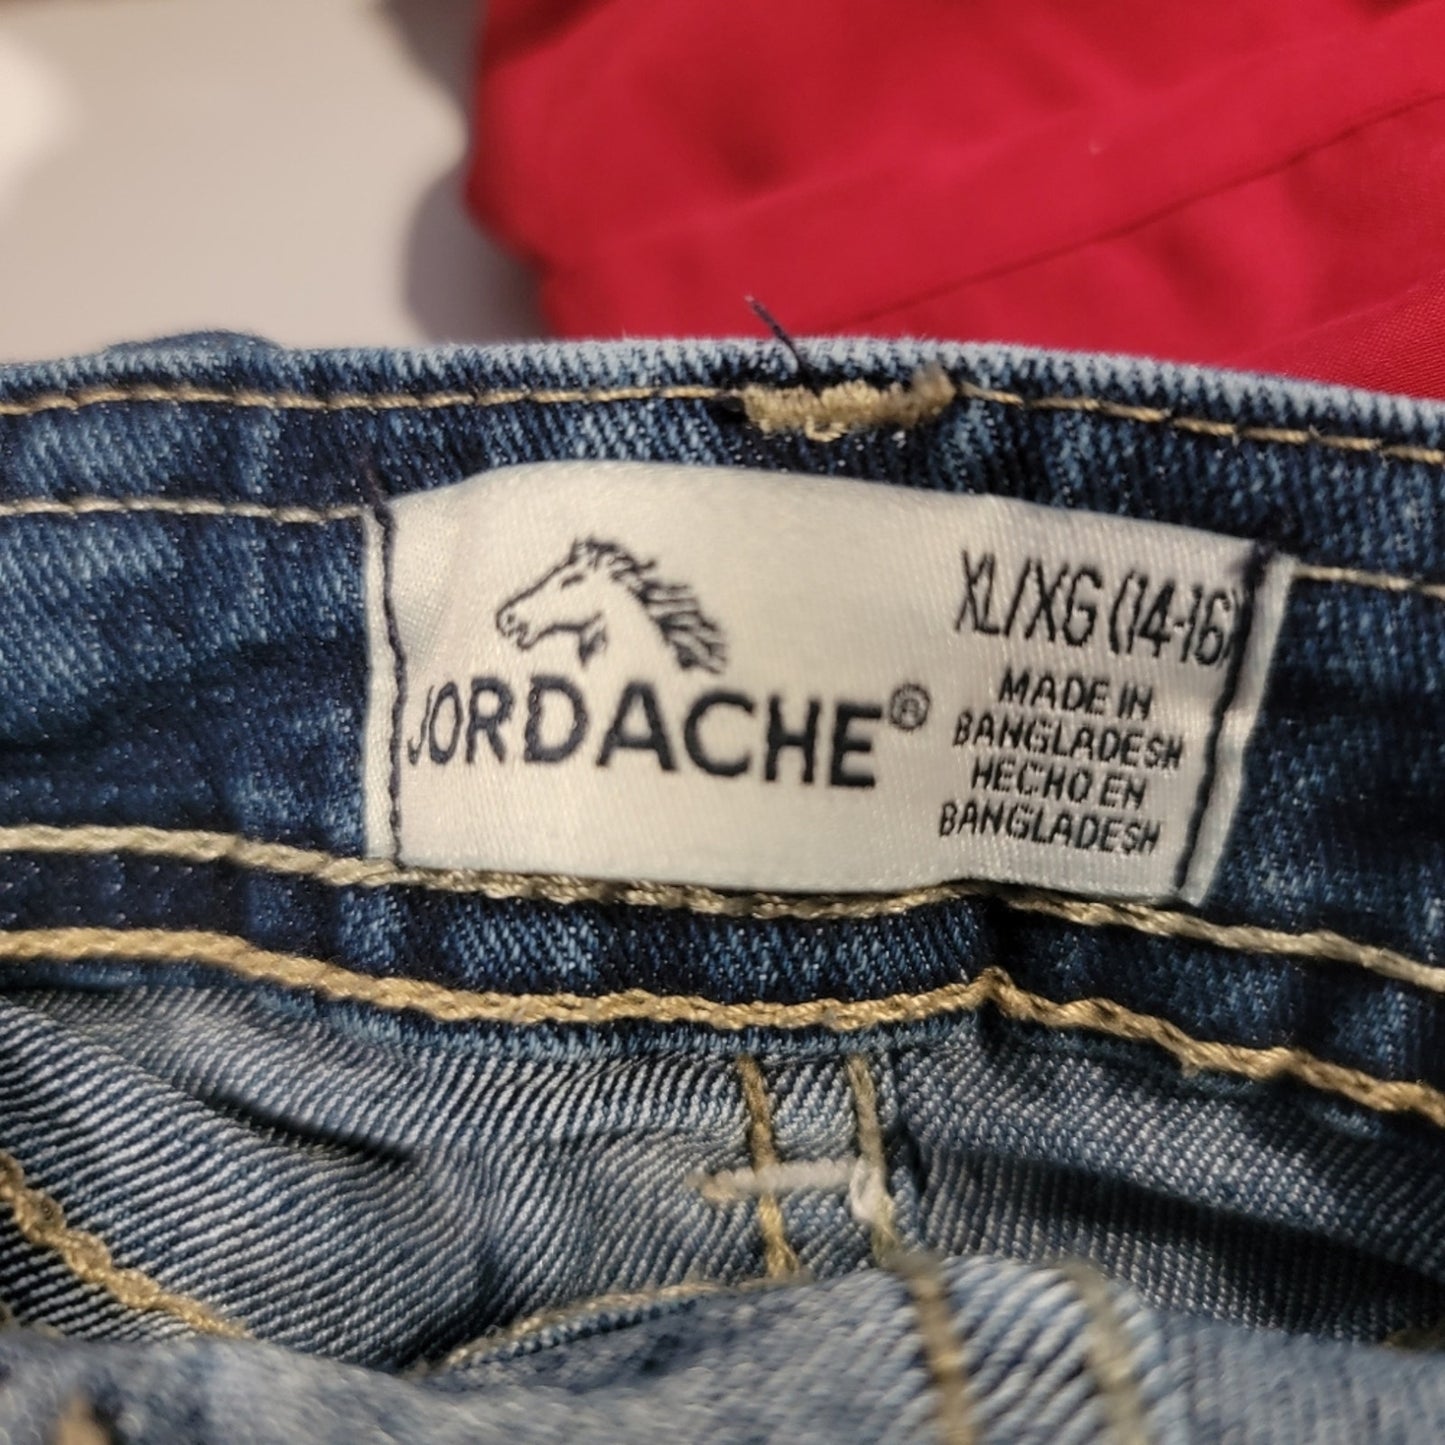 JORDACHE®
XL/XG (14-16)
MADE IN
BANGLADESH
HECHO EN
BANGLADESH